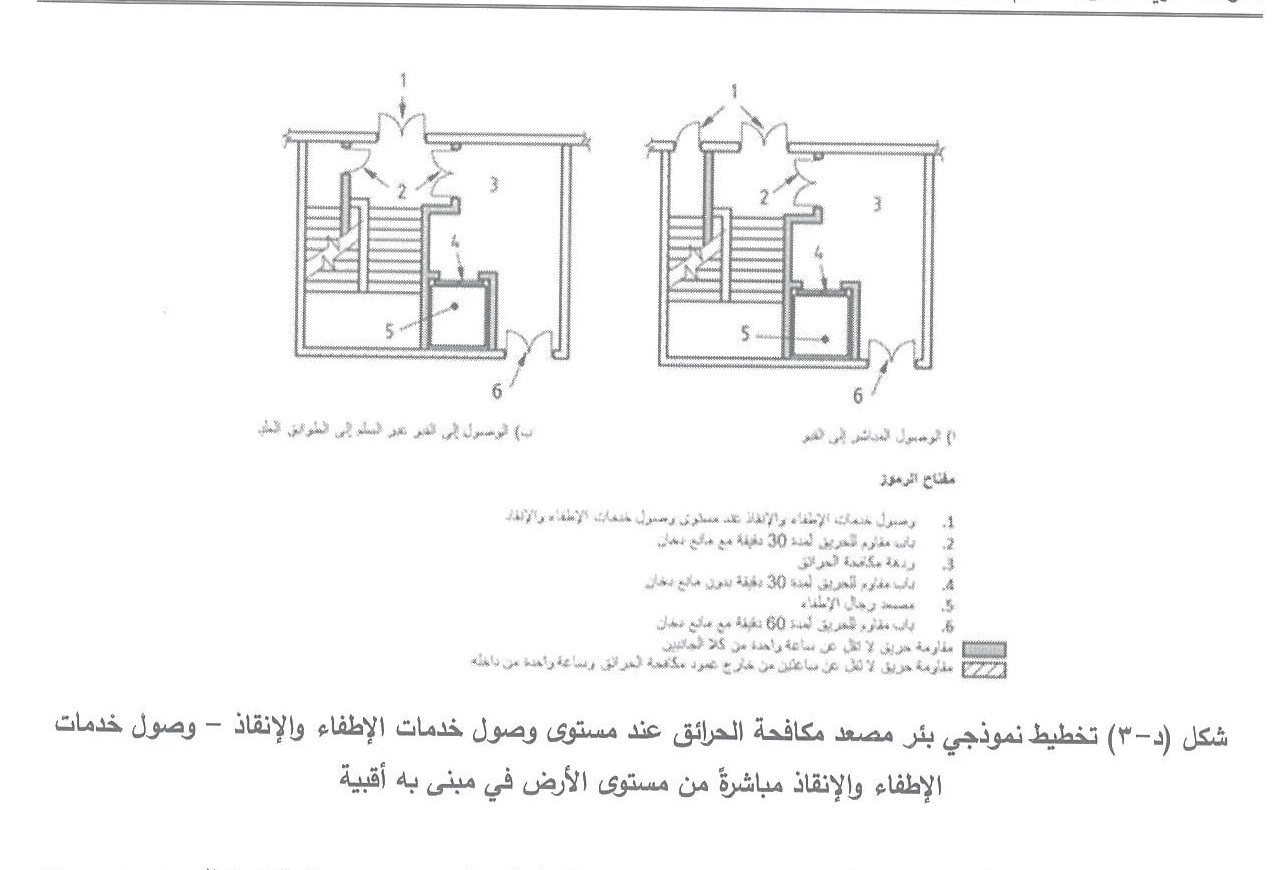 1
1
2
3
2
3
4
4
5
5
6
6
أ) الوصول المباشر إلى القبو
ب) الوصول إلى القبو عبر السلم إلى الطوابق
مفتاح الرموز
1. وصول خدمات الإطفاء والإنقاذ عند مستوى وصول خدمات الإطفاء والإنقاذ
2. باب مقاوم للحريق لمدة 30 دقيقة مع مانع دخان
3. ردهة مكافحة الحرائق
4. باب مقاوم للحريق لمدة 30 دقيقة بدون مانع دخان
5. مصعد رجال الإطفاء
6. باب مقاوم للحريق لمدة 60 دقيقة مع مانع دخان
مقاومة حريق لا تقل عن ساعة واحدة من كلا الجانبين
مقاومة حريق لا تقل عن ساعتين من خارج عمود مكافحة الحرائق وساعة واحدة من داخله
شكل (د-٣) تخطيط نموذجي بئر مصعد مكافحة الحرائق عند مستوى وصول خدمات الإطفاء والإنقاذ – وصول خدمات
الإطفاء والإنقاذ مباشرةً من مستوى الأرض في مبنى به أقبية